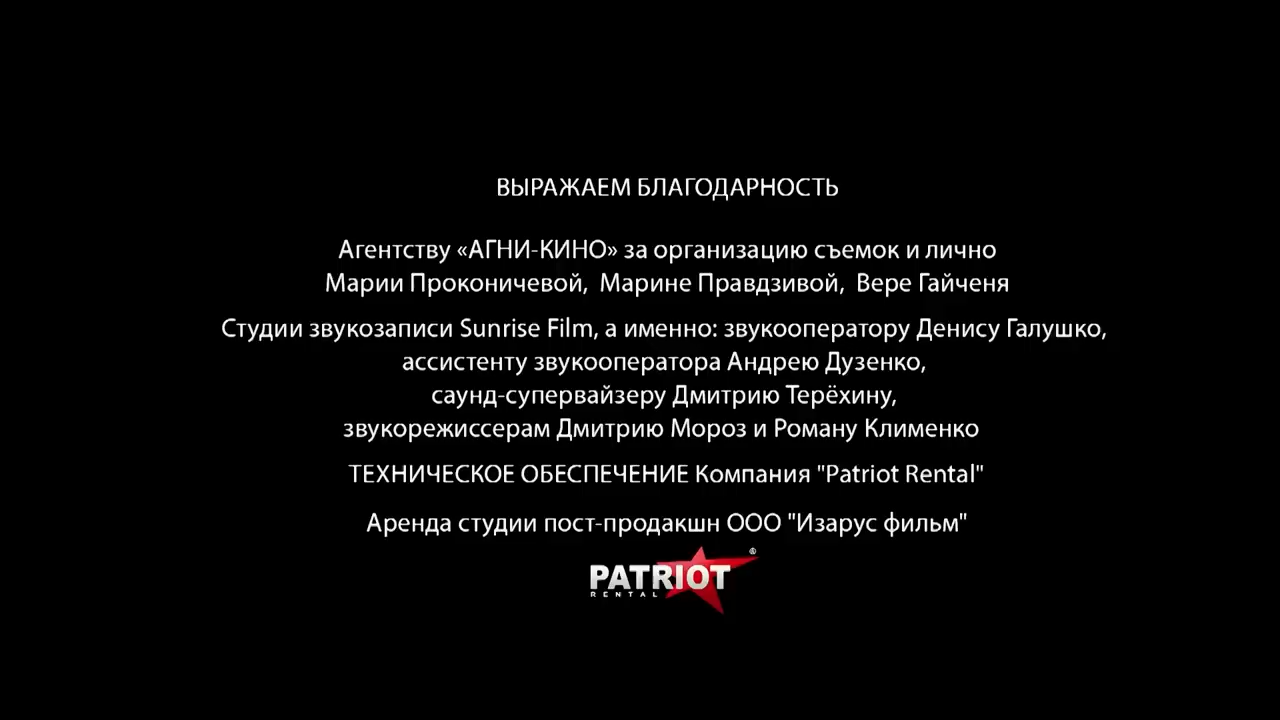 ВЫРАЖАЕМ БЛАГОДАРНОСТЬ
Агентству «АГНИ-КИНО» за организацию съемок и лично
Марии Проконичевой,  Марине Правдзивой,  Вере Гайченя
Студии звукозаписи Sunrise Film, а именно: звукооператору Денису Галушко,
ассистенту звукооператора Андрею Дузенко,
саунд-супервайзеру Дмитрию Терёхину,
звукорежиссерам Дмитрию Мороз и Роману Клименко
ТЕХНИЧЕСКОЕ ОБЕСПЕЧЕНИЕ Компания "Patriot Rental"
Аренда студии пост-продакшн ООО "Изарус фильм"
PATRIOT ®
RENTAL